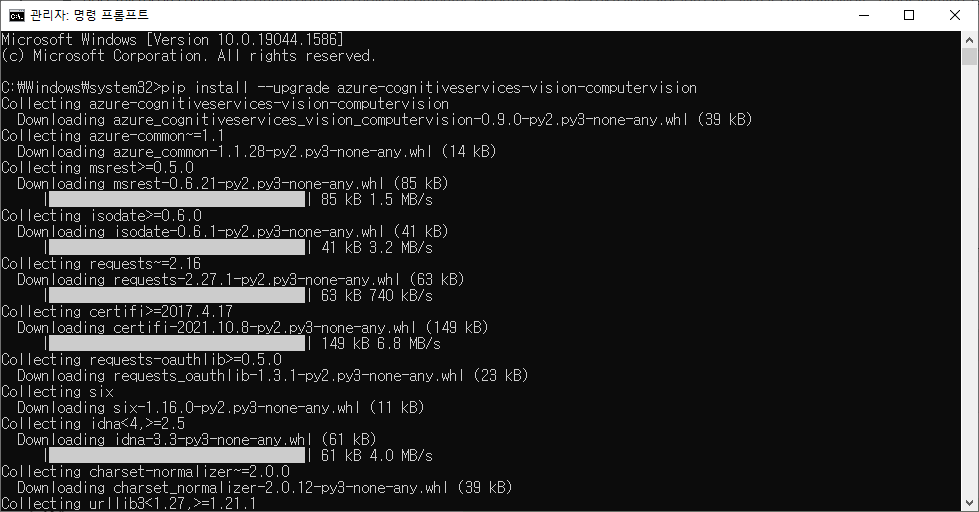 관리자: 명령 프롬프트
Microsoft Windows [Version 10.0.19044.1586]
(c) Microsoft Corporation. All rights reserved.
C:₩Windows₩system32>pip install --upgrade azure-cognitiveservices-vision-computervision
Collecting azure-cognitiveservices-vision-computervision
Downloading azure_cognitiveservices_vision_computervision-0.9.0-py2.py3-none-any.whl (39 kB)
Collecting azure-common~=1.1
Downloading azure_common-1.1.28-py2.py3-none-any.whl (14 kB)
Collecting msrest>=0.5.0
Downloading msrest-0.6.21-py2.py3-none-any.whl (85 kB)
| | 85 kB 1.5 MB/s
Collecting isodate>=0.6.0
Downloading isodate-0.6.1-py2.py3-none-any.whl (41 kB)
| | 41 kB 3.2 MB/s
Collecting requests~=2.16
Downloading requests-2.27.1-py2.py3-none-any.whl (63 kB)
| | 63 kB 740 kB/s
Collecting certifi>=2017.4.17
Downloading certifi-2021.10.8-py2.py3-none-any.whl (149 kB)
| | 149 kB 6.8 MB/s
Collecting requests-oauthlib>=0.5.0
Downloading requests_oauthlib-1.3.1-py2.py3-none-any.whl (23 kB)
Collecting six
Downloading six-1.16.0-py2.py3-none-any.whl (11 kB)
Collecting idna<4,>=2.5
Downloading idna-3.3-py3-none-any.whl (61 kB)
| | 61 kB 4.0 MB/s
Collecting charset-normalizer~=2.0.0
Downloading charset_normalizer-2.0.12-py3-none-any.whl (39 kB)
Collecting urllib3<1.27,>=1.21.1